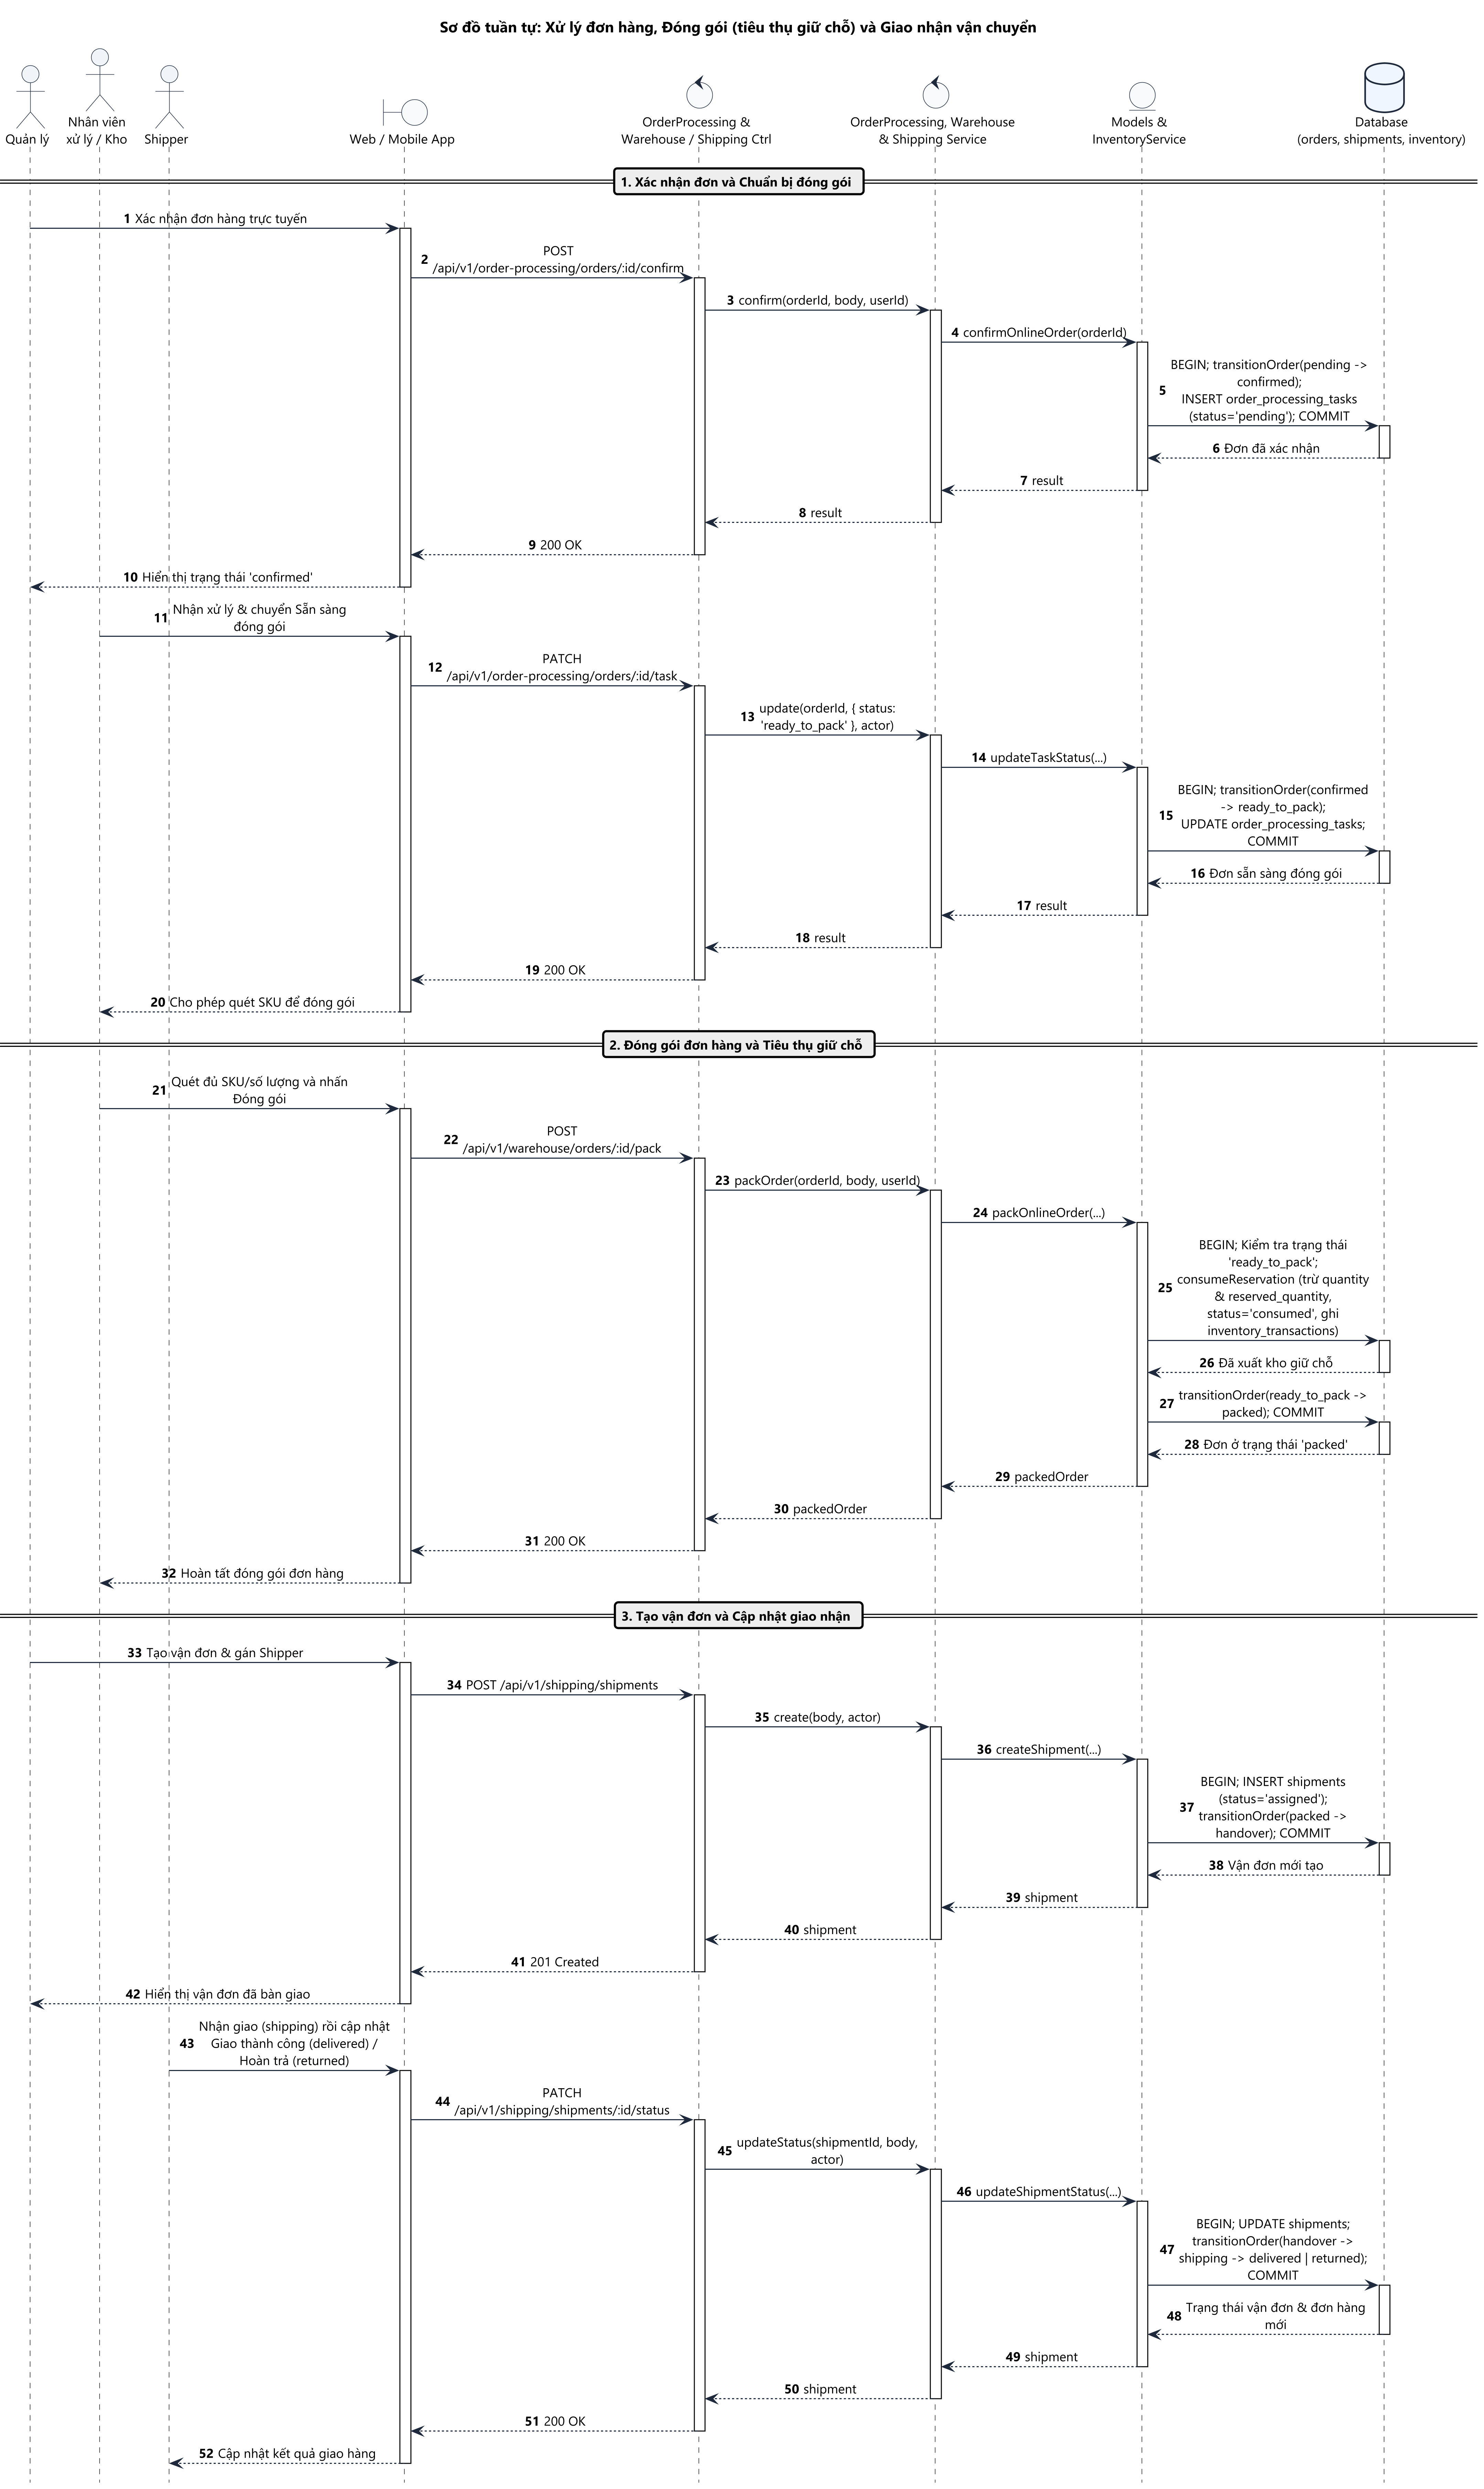 Sơ đồ tuần tự: Xử lý đơn hàng, Đóng gói (tiêu thụ giữ chỗ) và Giao nhận vận chuyển
Quản lý
Nhân viên
xử lý / Kho
Shipper
Web / Mobile App
OrderProcessing &
Warehouse / Shipping Ctrl
OrderProcessing, Warehouse
& Shipping Service
Models &
InventoryService
Database
(orders, shipments, inventory)
1. Xác nhận đơn và Chuẩn bị đóng gói
1 Xác nhận đơn hàng trực tuyến
2 POST
/api/v1/order-processing/orders/:id/confirm
3 confirm(orderId, body, userId)
4 confirmOnlineOrder(orderId)
5 BEGIN; transitionOrder(pending ->
confirmed);
INSERT order_processing_tasks
(status='pending'); COMMIT
6 Đơn đã xác nhận
7 result
8 result
9 200 OK
10 Hiển thị trạng thái 'confirmed'
11 Nhận xử lý & chuyển Sẵn sàng
đóng gói
12 PATCH
/api/v1/order-processing/orders/:id/task
13 update(orderId, { status:
'ready_to_pack' }, actor)
14 updateTaskStatus(...)
15 BEGIN; transitionOrder(confirmed
-> ready_to_pack);
UPDATE order_processing_tasks;
COMMIT
16 Đơn sẵn sàng đóng gói
17 result
18 result
19 200 OK
20 Cho phép quét SKU để đóng gói
2. Đóng gói đơn hàng và Tiêu thụ giữ chỗ
21 Quét đủ SKU/số lượng và nhấn
Đóng gói
22 POST
/api/v1/warehouse/orders/:id/pack
23 packOrder(orderId, body, userId)
24 packOnlineOrder(...)
25 BEGIN; Kiểm tra trạng thái
'ready_to_pack';
consumeReservation (trừ quantity
& reserved_quantity,
status='consumed', ghi
inventory_transactions)
26 Đã xuất kho giữ chỗ
27 transitionOrder(ready_to_pack ->
packed); COMMIT
28 Đơn ở trạng thái 'packed'
29 packedOrder
30 packedOrder
31 200 OK
32 Hoàn tất đóng gói đơn hàng
3. Tạo vận đơn và Cập nhật giao nhận
33 Tạo vận đơn & gán Shipper
34 POST /api/v1/shipping/shipments
35 create(body, actor)
36 createShipment(...)
37 BEGIN; INSERT shipments
(status='assigned');
transitionOrder(packed ->
handover); COMMIT
38 Vận đơn mới tạo
39 shipment
40 shipment
41 201 Created
42 Hiển thị vận đơn đã bàn giao
43 Nhận giao (shipping) rồi cập nhật
Giao thành công (delivered) /
Hoàn trả (returned)
44 PATCH
/api/v1/shipping/shipments/:id/status
45 updateStatus(shipmentId, body,
actor)
46 updateShipmentStatus(...)
47 BEGIN; UPDATE shipments;
transitionOrder(handover ->
shipping -> delivered | returned);
COMMIT
48 Trạng thái vận đơn & đơn hàng
mới
49 shipment
50 shipment
51 200 OK
52 Cập nhật kết quả giao hàng